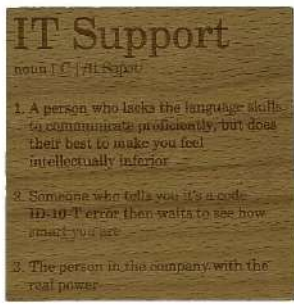 IT Support
noun [ C ]
1. A person who lacks the language skills
to communicate proficiently, but does
their best to make you feel
intellectually inferior
2. Someone who tells you it's a code
ID-10-T error then waits to see how
smart you are
3. The person in the company with the
real power